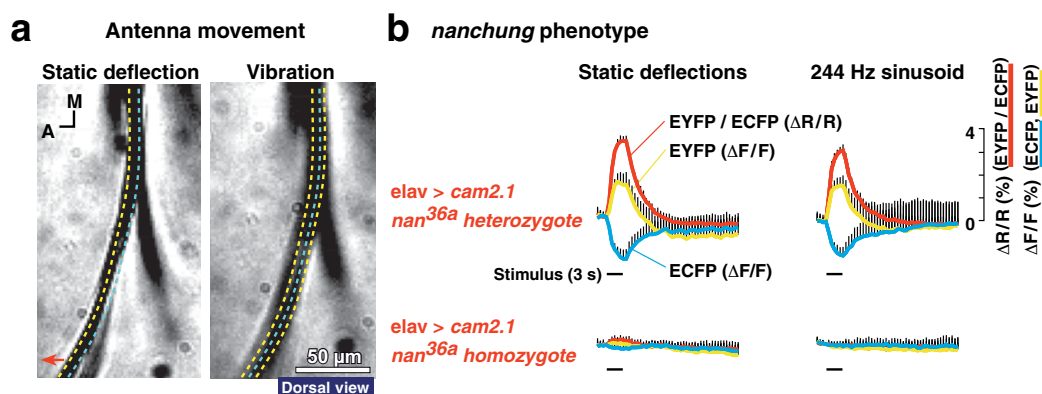 a
Antenna movement
Static deflection
Vibration
M
A
50 µm
Dorsal view
b
nanchung phenotype
Static deflections
244 Hz sinusoid
EYFP / ECFP (ΔR/R)
EYFP (ΔF/F)
elav > cam2.1
nan36a heterozygote
ECFP (ΔF/F)
Stimulus (3 s)
4
0
ΔR/R (%) (EYFP / ECFP)
ΔF/F (%) (ECFP, EYFP)
elav > cam2.1
nan36a homozygote